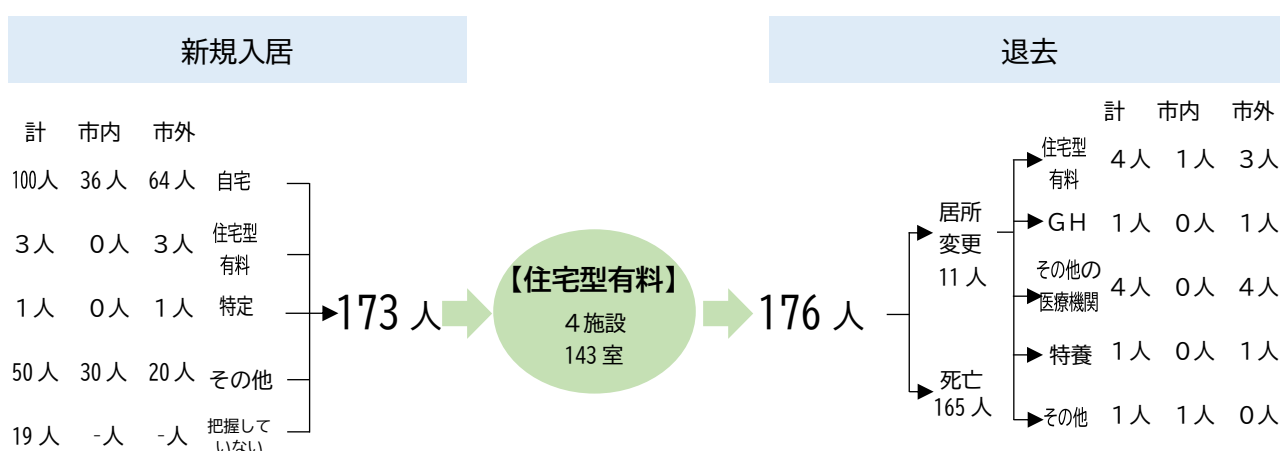 新規入居
計 市内 市外
100人 36人 64人 自宅
3人 0人 3人 住宅型
有料
1人 0人 1人 特定
50人 30人 20人 その他
19人 -人 -人 把握して
いない
173人
【住宅型有料】
4施設
143室
176人
退去
居所
変更
11人
死亡
165人
計 市内 市外
住宅型
有料 4人 1人 3人
GH 1人 0人 1人
その他の
医療機関 4人 0人 4人
特養 1人 0人 1人
その他 1人 1人 0人